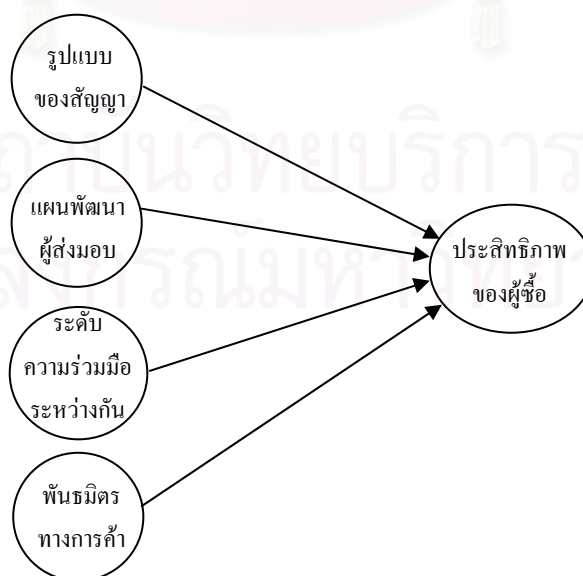 รูปแบบ
ของสัญญา
แผนพัฒนา
ผู้ส่งมอบ
ระดับ
ความร่วมมือ
ระหว่างกัน
พันธมิตร
ทางการค้า
ประสิทธิภาพ
ของผู้ซื้อ